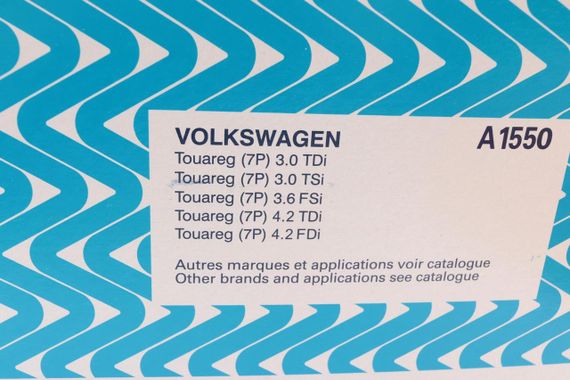 VOLKSWAGEN A1550
Touareg (7P) 3.0 TDi
Touareg (7P) 3.0 TSi
Touareg (7P) 3.6 FSi
Touareg (7P) 4.2 TDi
Touareg (7P) 4.2 FDi
Autres marques et applications voir catalogue
Other brands and applications see catalogue